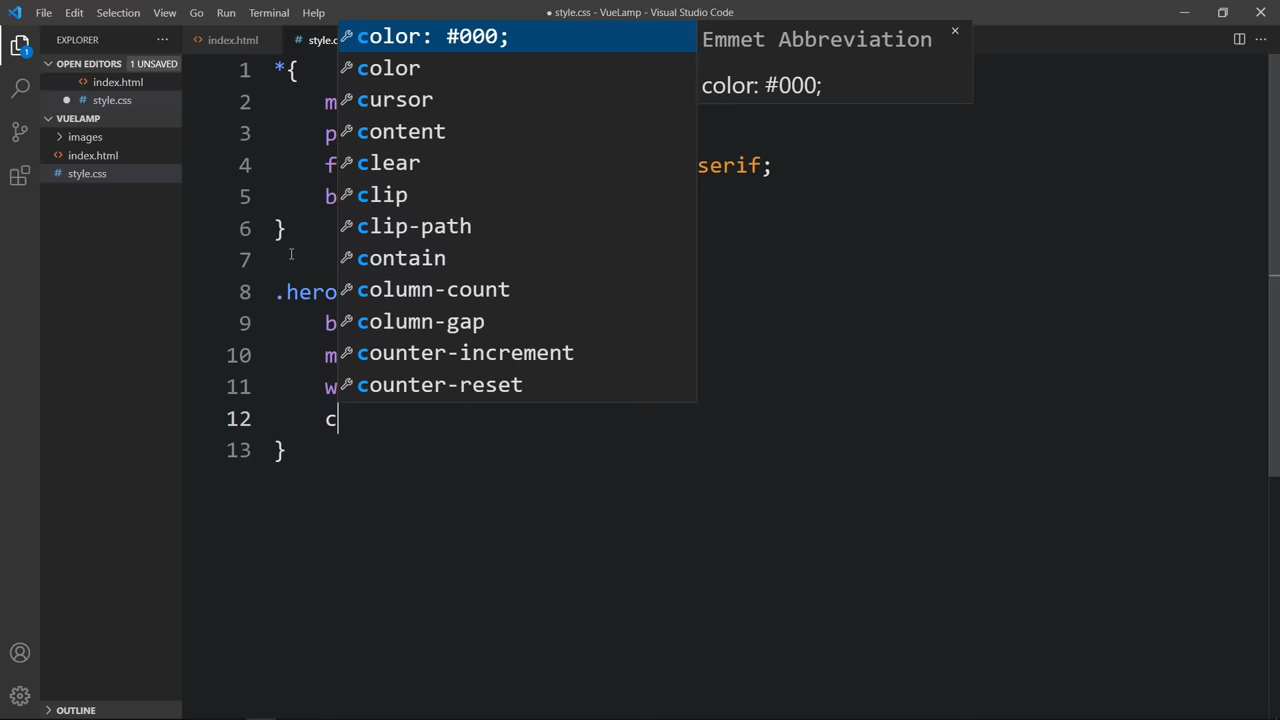 File Edit Selection View Go Run Terminal Help
● style.css - VueLamp - Visual Studio Code
EXPLORER
OPEN EDITORS 1 UNSAVED
index.html
style.css
VUELAMP
images
index.html
style.css
OUTLINE
1
index.html
# style.c
1 *{
2 m
3 p
4 f serif;
5 b
6 }
7
8 .hero
9 b
10 m
11 w
12 c
13 }
color: #000;
color
cursor
content
clear
clip
clip-path
contain
column-count
column-gap
counter-increment
counter-reset
Emmet Abbreviation
color: #000;